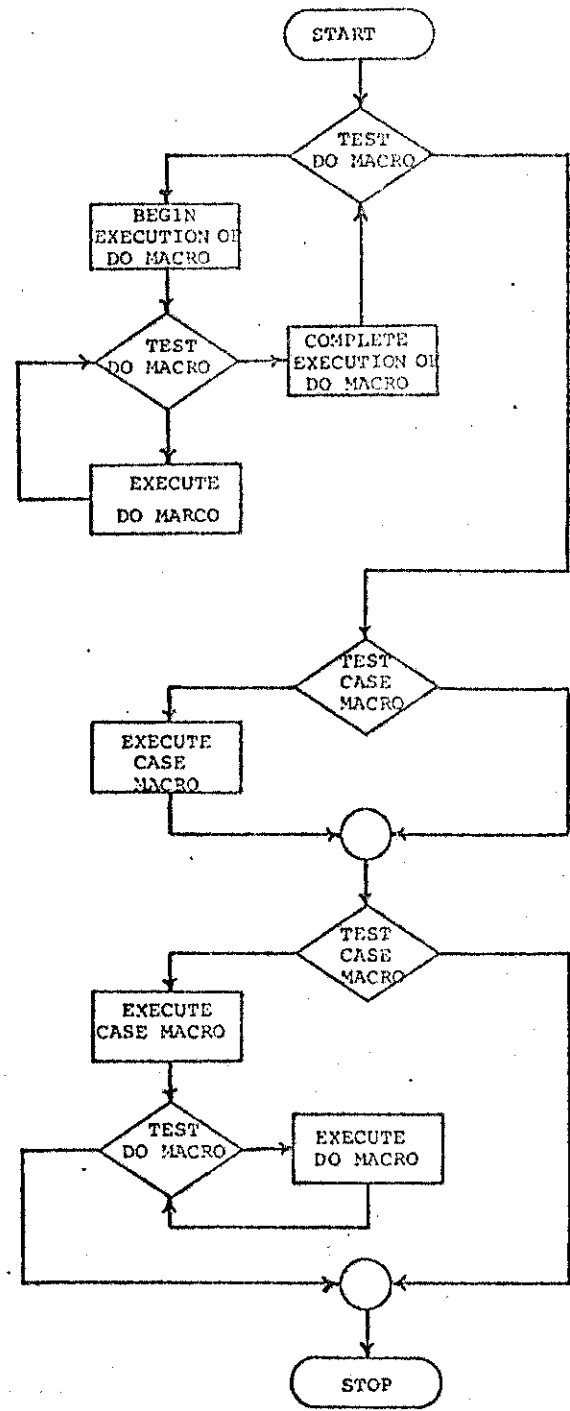 START
TEST
DO MACRO
BEGIN
EXECUTION OF
DO MACRO
TEST
DO MACRO
COMPLETE
EXECUTION OF
DO MACRO
EXECUTE
DO MARCO
TEST
CASE
MACRO
EXECUTE
CASE
MACRO
TEST
CASE
MACRO
EXECUTE
CASE MACRO
TEST
DO MACRO
EXECUTE
DO MACRO
STOP